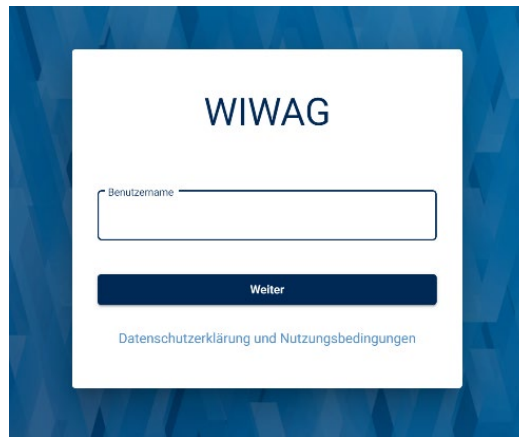 WIWAG
Benutzername
Weiter
Datenschutzerklärung und Nutzungsbedingungen